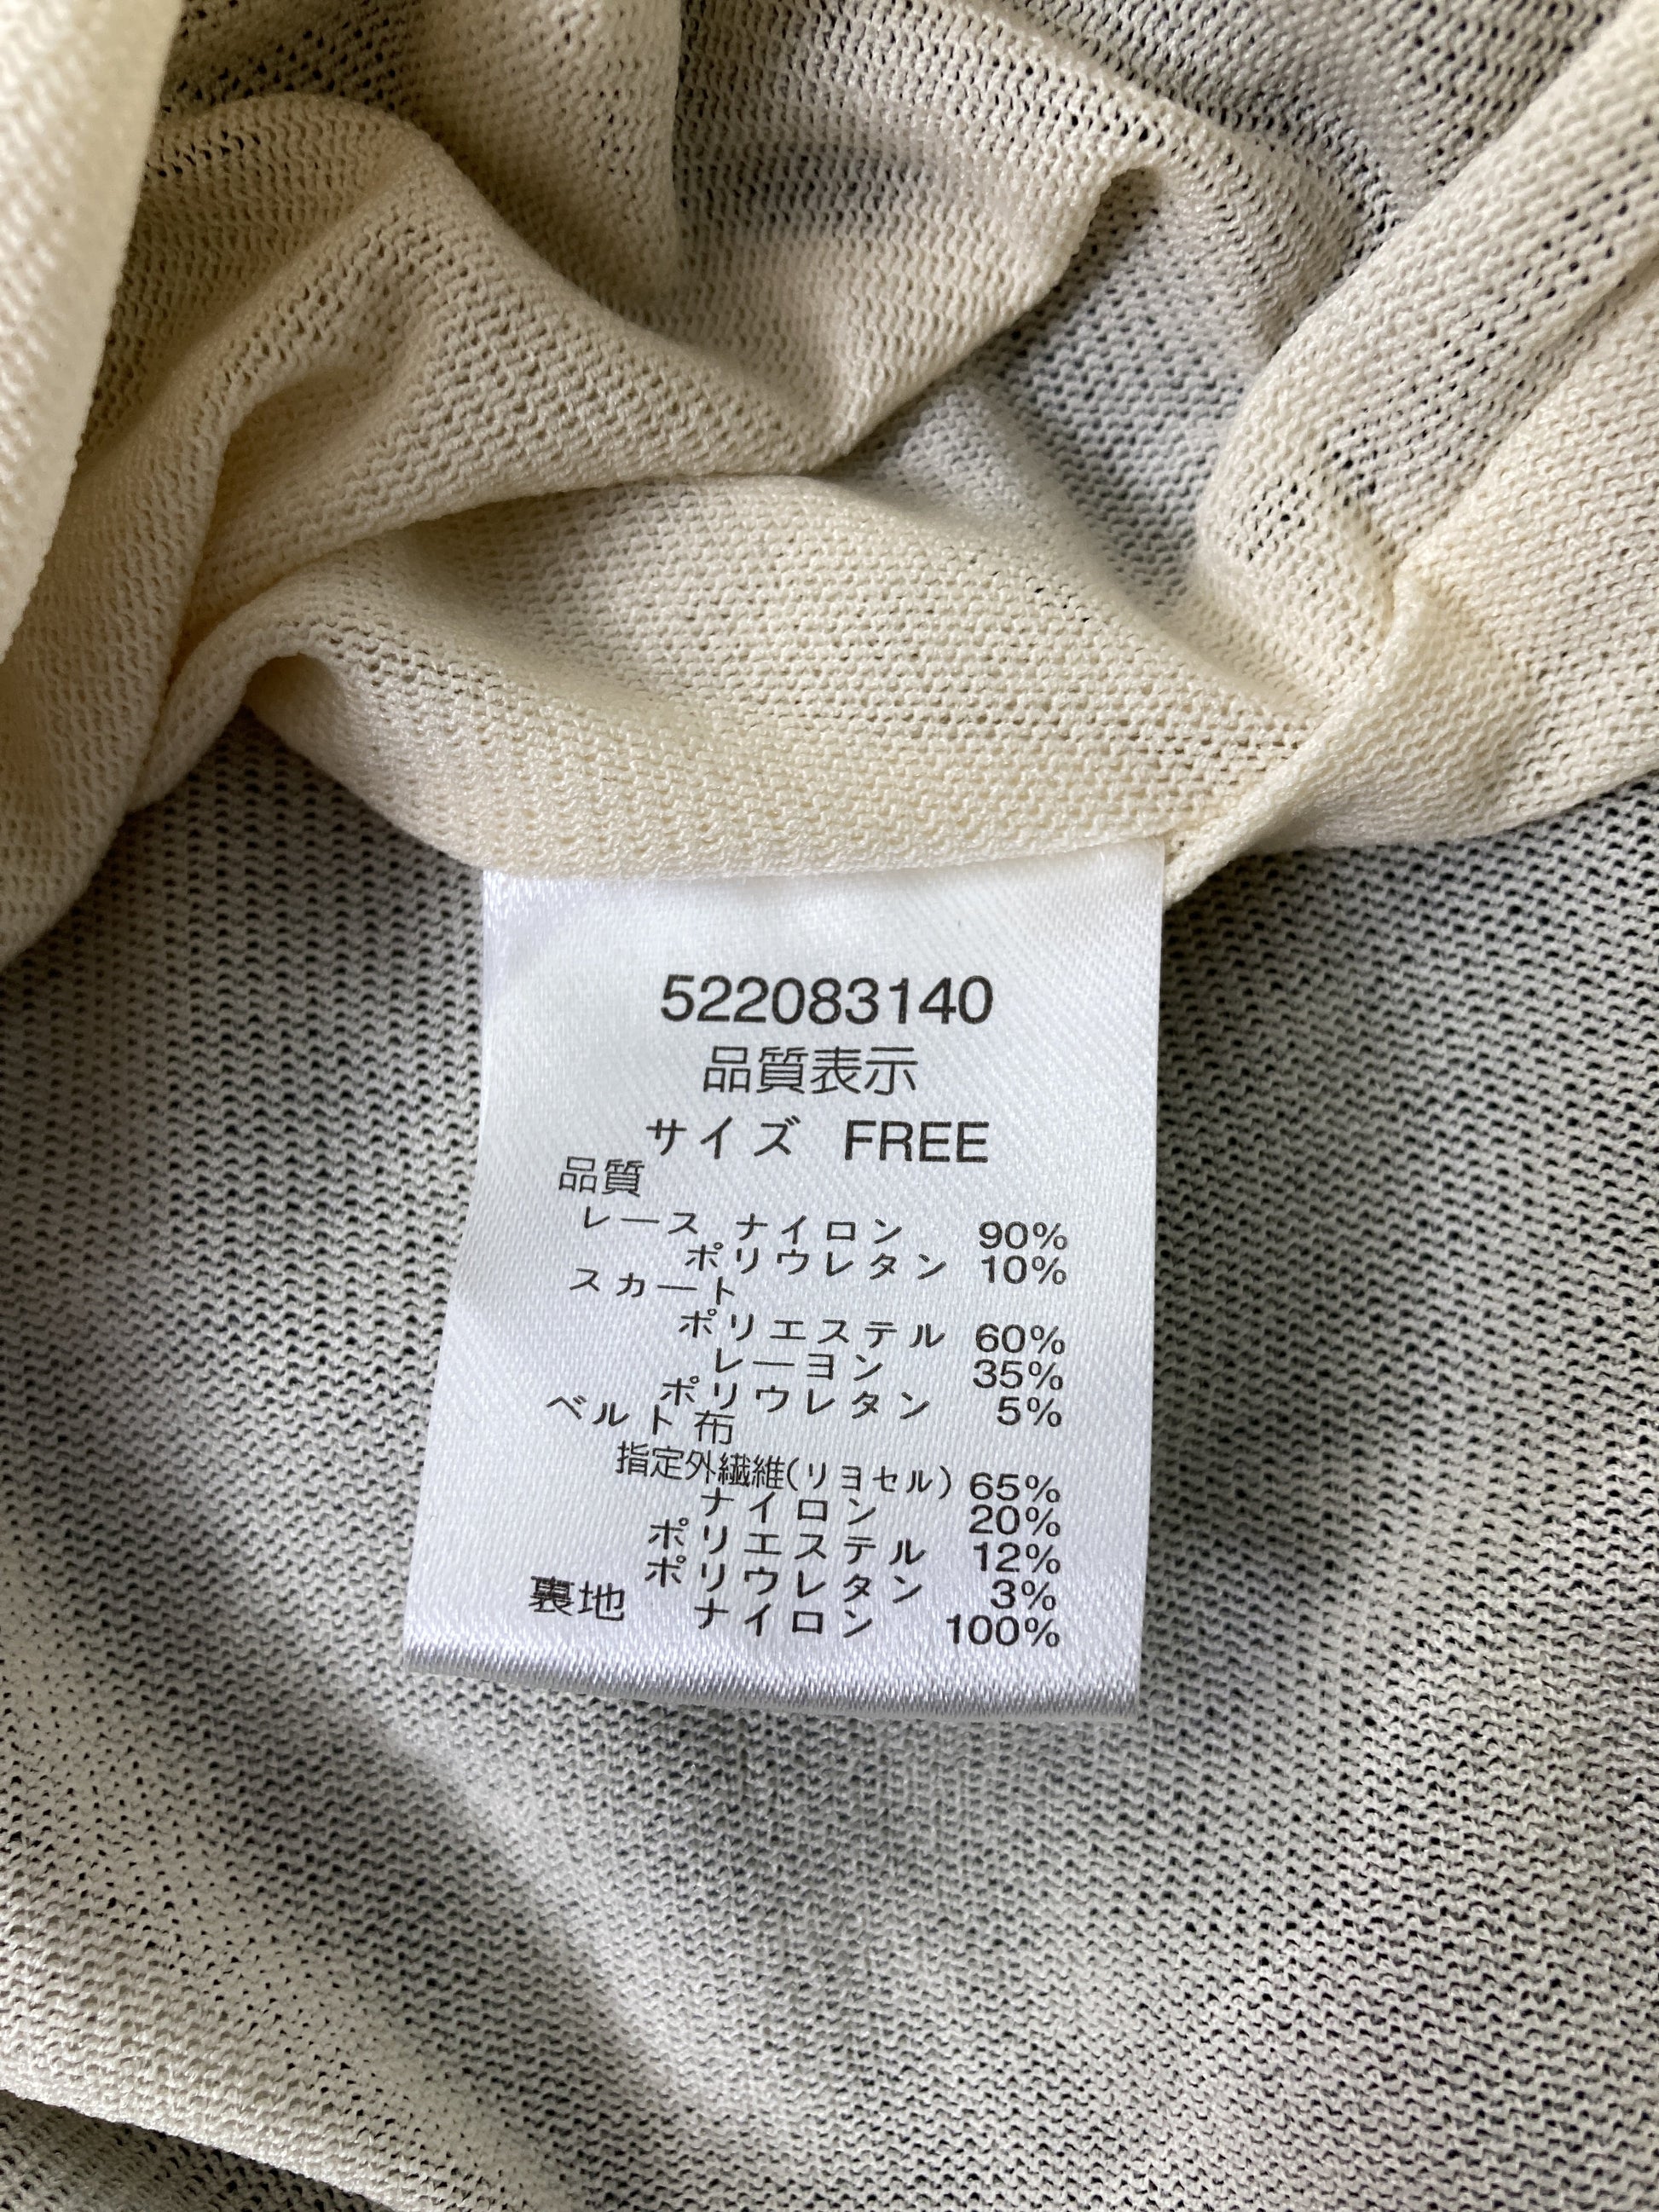 522083140
品質表示
サイズ FREE
品質
レース ナイロン 90%
ポリウレタン 10%
スカート
ポリエステル 60%
レーヨン 35%
ポリウレタン 5%
ベルト布
指定外繊維(リヨセル) 65%
ナイロン 20%
ポリエステル 12%
ポリウレタン 3%
裏地 ナイロン 100%